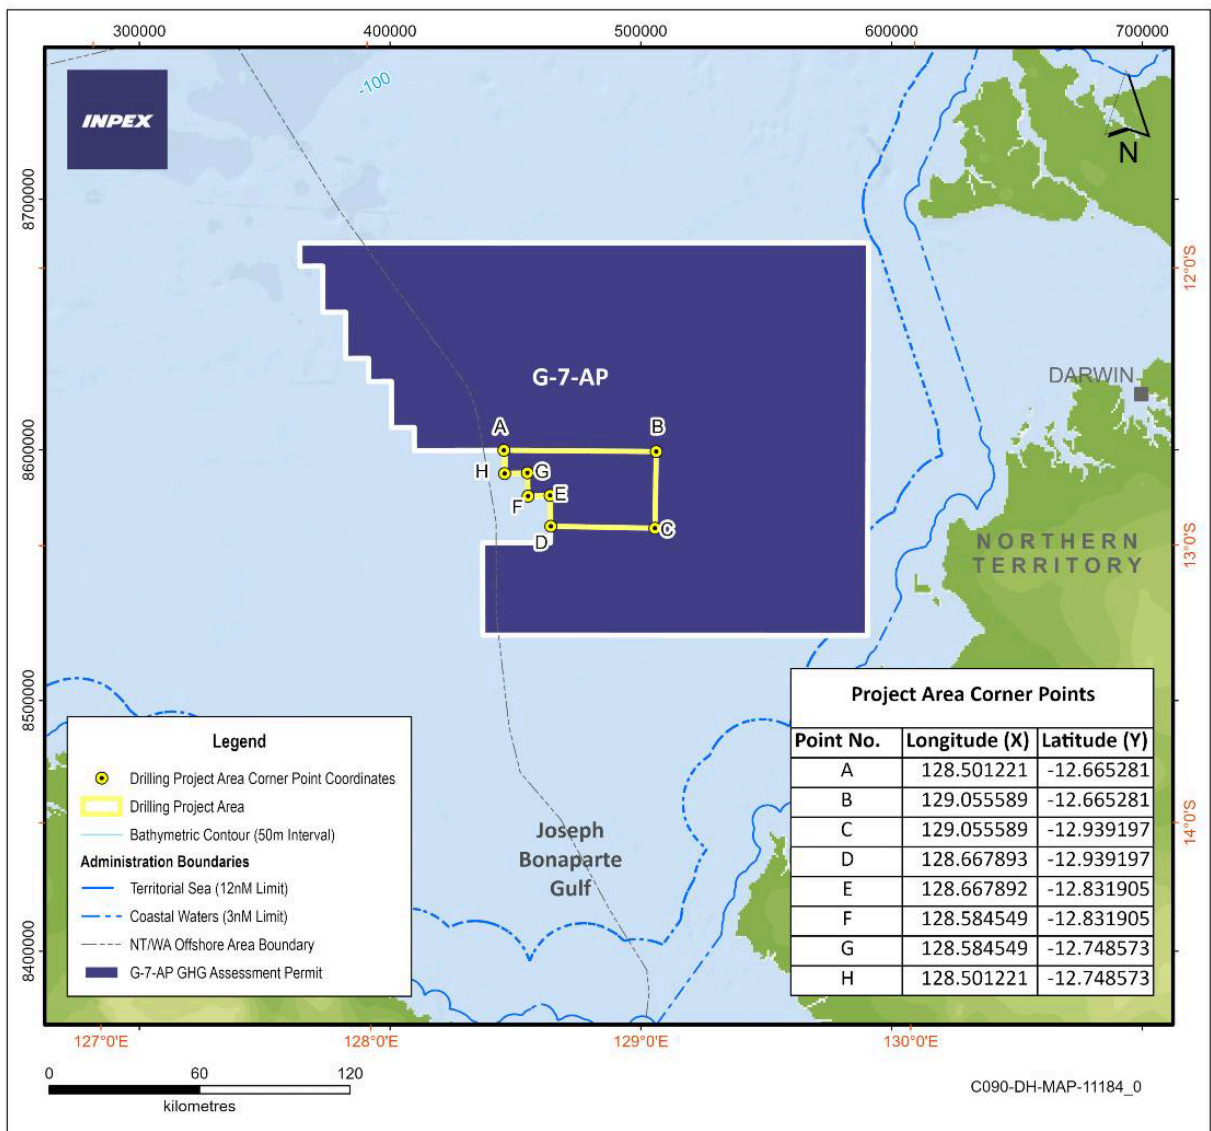 300000 400000 500000 600000 700000
-100
INPEX
N
8700000
12°0'S
G-7-AP
DARWIN
A B
8600000
H G
E
F
C
D
13°0'S
NORTHERN
TERRITORY
8500000
Project Area Corner Points
Point No. Longitude (X) Latitude (Y)
A 128.501221 -12.665281
B 129.055589 -12.665281
C 129.055589 -12.939197
D 128.667893 -12.939197
E 128.667892 -12.831905
F 128.584549 -12.831905
G 128.584549 -12.748573
H 128.501221 -12.748573
Legend
Drilling Project Area Corner Point Coordinates
Drilling Project Area
Bathymetric Contour (50m Interval)
Administration Boundaries
Territorial Sea (12nM Limit)
Coastal Waters (3nM Limit)
NT/WA Offshore Area Boundary
G-7-AP GHG Assessment Permit
Joseph
Bonaparte
Gulf
14°0'S
8400000
127°0'E 128°0'E 129°0'E 130°0'E
0 60 120
kilometres
C090-DH-MAP-11184_0